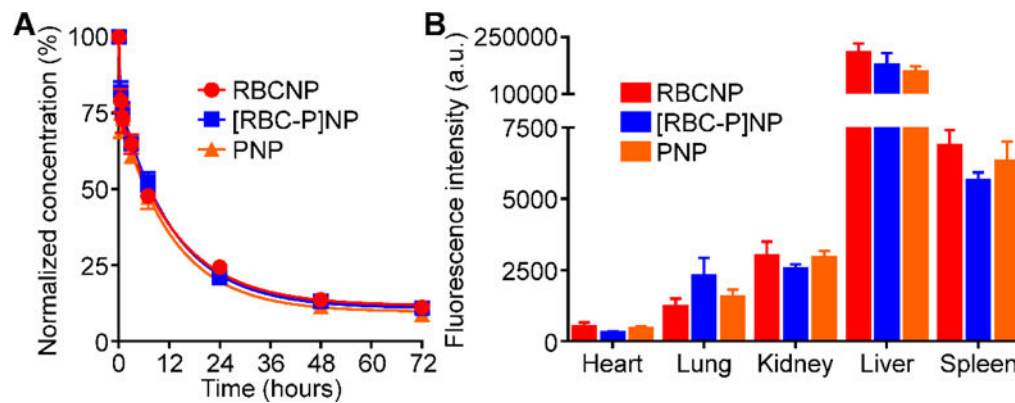 A
Normalized concentration (%)
100
75
50
25
0
0 12 24 36 48 60 72
Time (hours)
RBCNP
[RBC-P]NP
PNP
B
Fluorescence intensity (a.u.)
250000
10000
7500
5000
2500
0
RBCNP
[RBC-P]NP
PNP
Heart Lung Kidney Liver Spleen